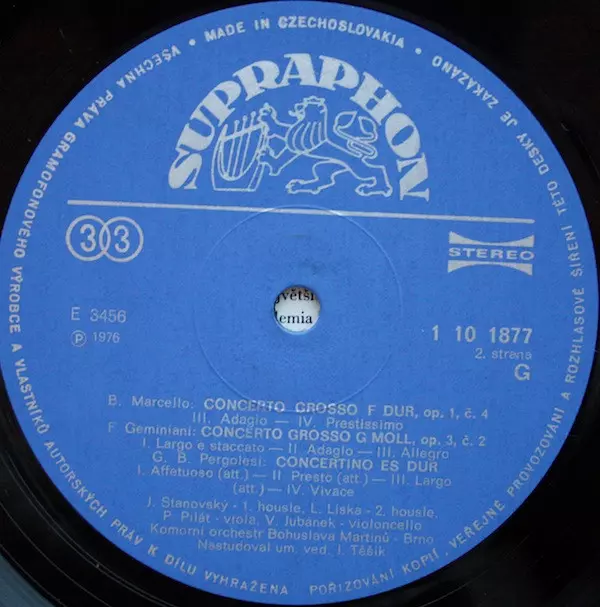 VŠECHNA PRÁVA GRAMOFONOVÉHO VÝROBCE A VLASTNÍKŮ AUTORSKÝCH PRÁV K DÍLU VYHRAŽENA
• MADE IN CZECHOSLOVAKIA •
POŘIZOVÁNÍ KOPIÍ, VEŘEJNÉ PROVOZOVÁNÍ A ROZHLASOVÉ ŠÍŘENÍ TÉTO DESKY JE ZAKÁZÁNO
SUPRAPHON
33
STEREO
větší
lemia
E 3456
℗ 1976
1 10 1877
2. strana
G
B. Marcello: CONCERTO GROSSO F DUR, op. 1, č. 4
III. Adagio — IV. Prestissimo
F. Geminiani: CONCERTO GROSSO G MOLL, op. 3, č. 2
I. Largo e staccato — II. Adagio — III. Allegro
G. B. Pergolesi: CONCERTINO ES DUR
I. Affetuoso (att.) — II Presto (att.) — III. Largo
(att.) — IV. Vivace
J. Stanovský - 1. housle, L. Liška - 2. housle,
P. Pilát - viola, V. Jubánek - violoncello
Komorní orchestr Bohuslava Martinů - Brno
Nastudoval um. ved. I. Těšík